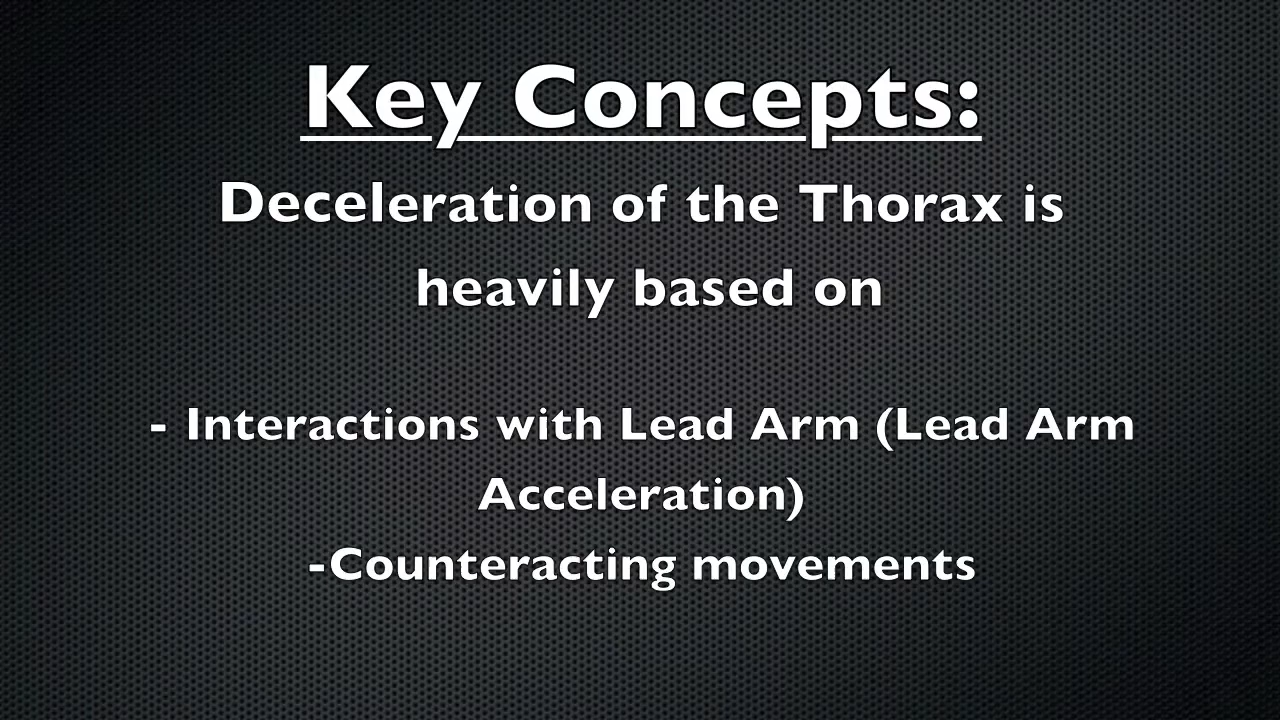 Key Concepts:
Deceleration of the Thorax is
heavily based on
- Interactions with Lead Arm (Lead Arm
Acceleration)
-Counteracting movements